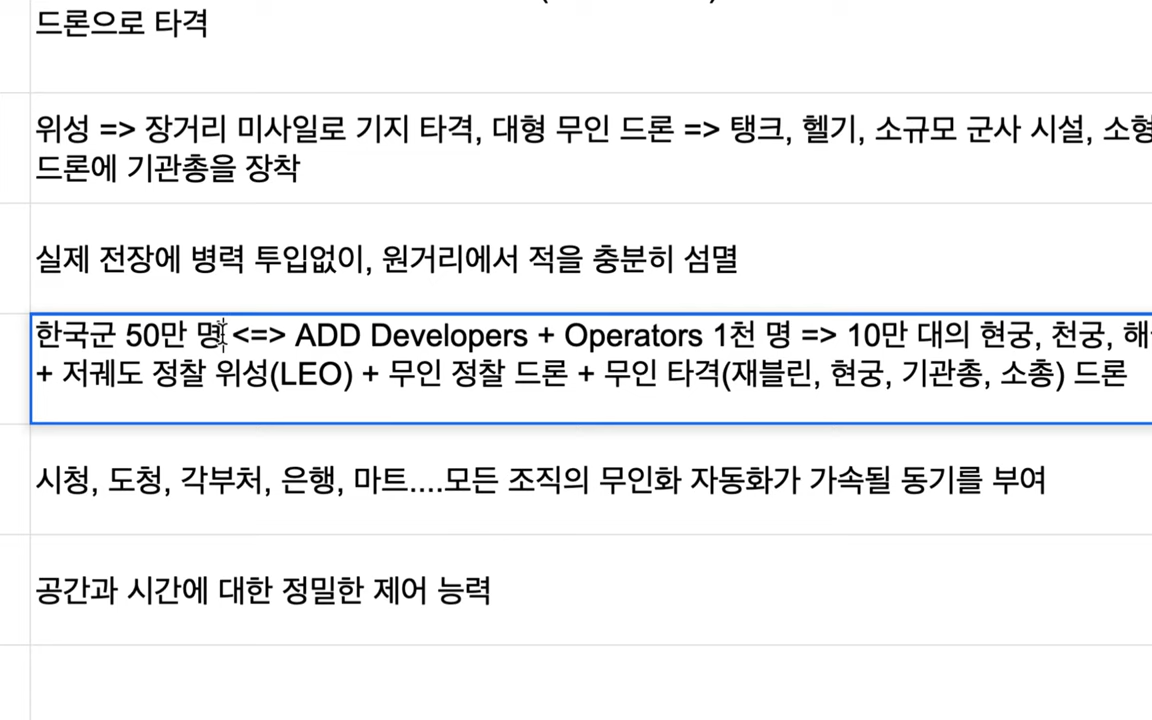 드론으로 타격
위성 => 장거리 미사일로 기지 타격, 대형 무인 드론 => 탱크, 헬기, 소규모 군사 시설, 소형
드론에 기관총을 장착
실제 전장에 병력 투입없이, 원거리에서 적을 충분히 섬멸
한국군 50만 명 <=> ADD Developers + Operators 1천 명 => 10만 대의 현궁, 천궁,
+ 저궤도 정찰 위성(LEO) + 무인 정찰 드론 + 무인 타격(재블린, 현궁, 기관총, 소총) 드론
시청, 도청, 각부처, 은행, 마트....모든 조직의 무인화 자동화가 가속될 동기를 부여
공간과 시간에 대한 정밀한 제어 능력